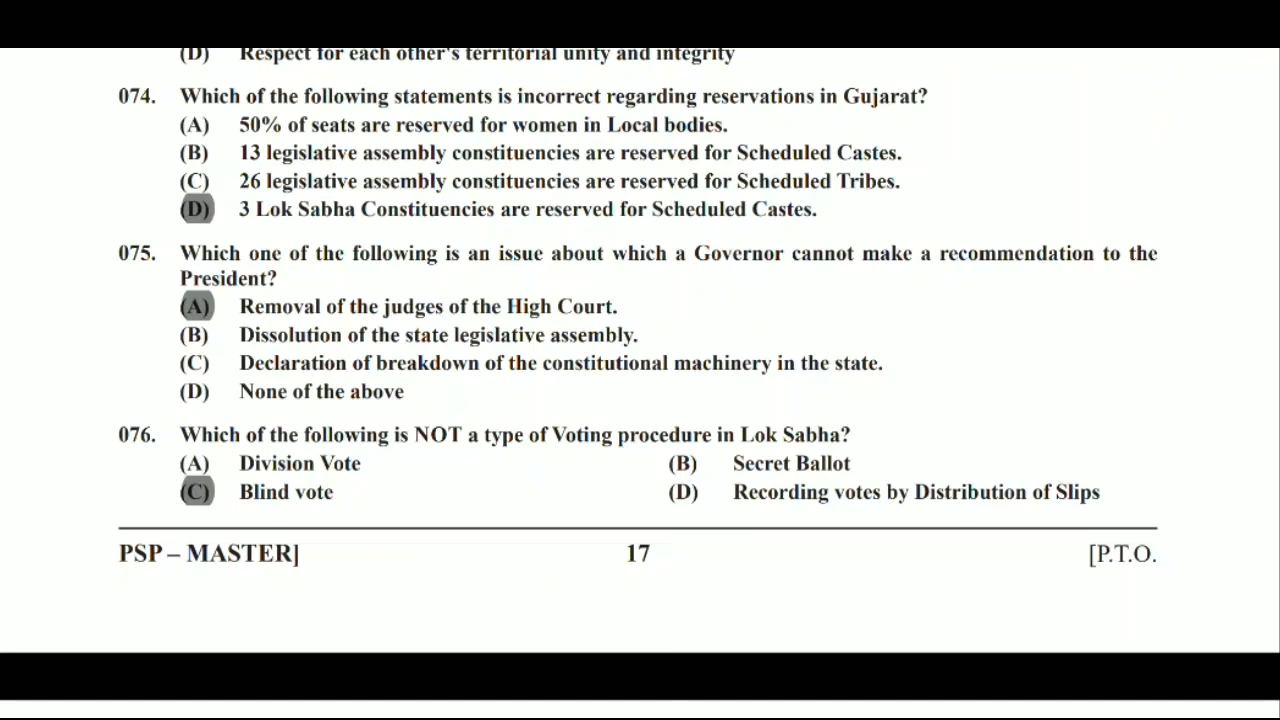 (D) Respect for each other's territorial unity and integrity
074. Which of the following statements is incorrect regarding reservations in Gujarat?
(A) 50% of seats are reserved for women in Local bodies.
(B) 13 legislative assembly constituencies are reserved for Scheduled Castes.
(C) 26 legislative assembly constituencies are reserved for Scheduled Tribes.
(D) 3 Lok Sabha Constituencies are reserved for Scheduled Castes.
075. Which one of the following is an issue about which a Governor cannot make a recommendation to the
President?
(A) Removal of the judges of the High Court.
(B) Dissolution of the state legislative assembly.
(C) Declaration of breakdown of the constitutional machinery in the state.
(D) None of the above
076. Which of the following is NOT a type of Voting procedure in Lok Sabha?
(A) Division Vote (B) Secret Ballot
(C) Blind vote (D) Recording votes by Distribution of Slips
PSP – MASTER] 17 [P.T.O.